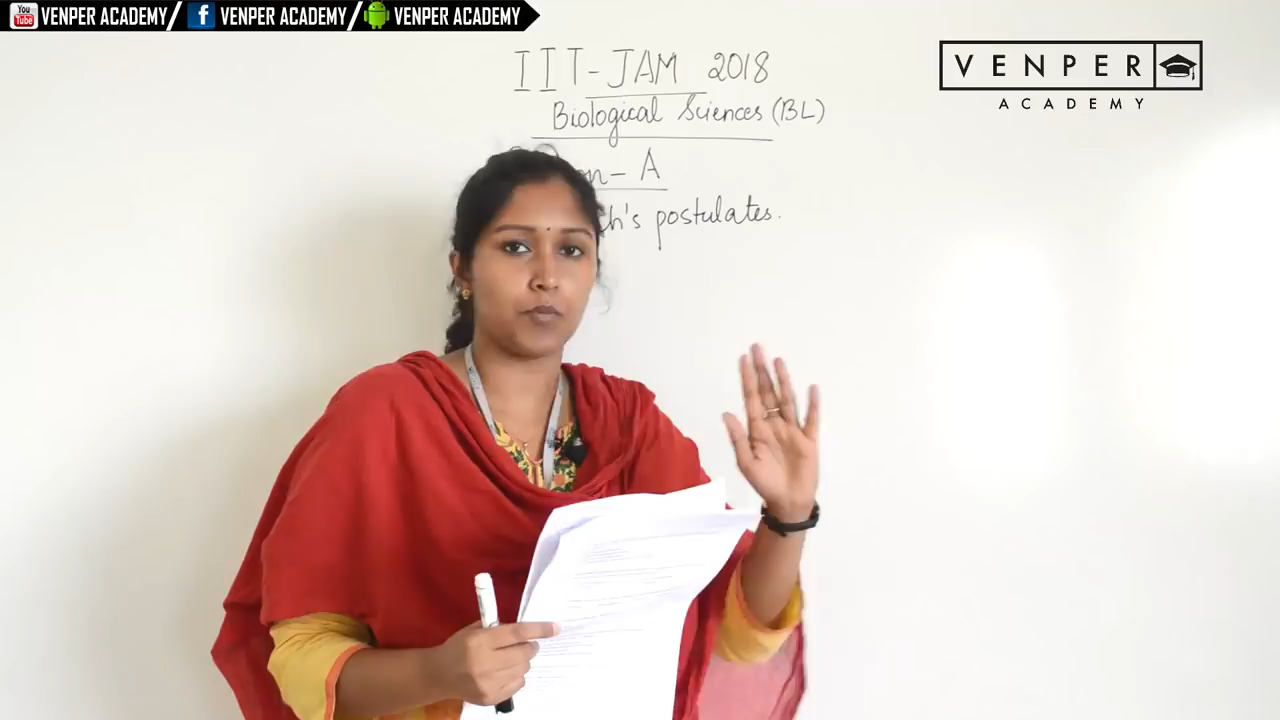 VENPER ACADEMY / VENPER ACADEMY / VENPER ACADEMY
IIT-JAM 2018
Biological Sciences (BL)
A
postulates.
VENPER
ACADEMY